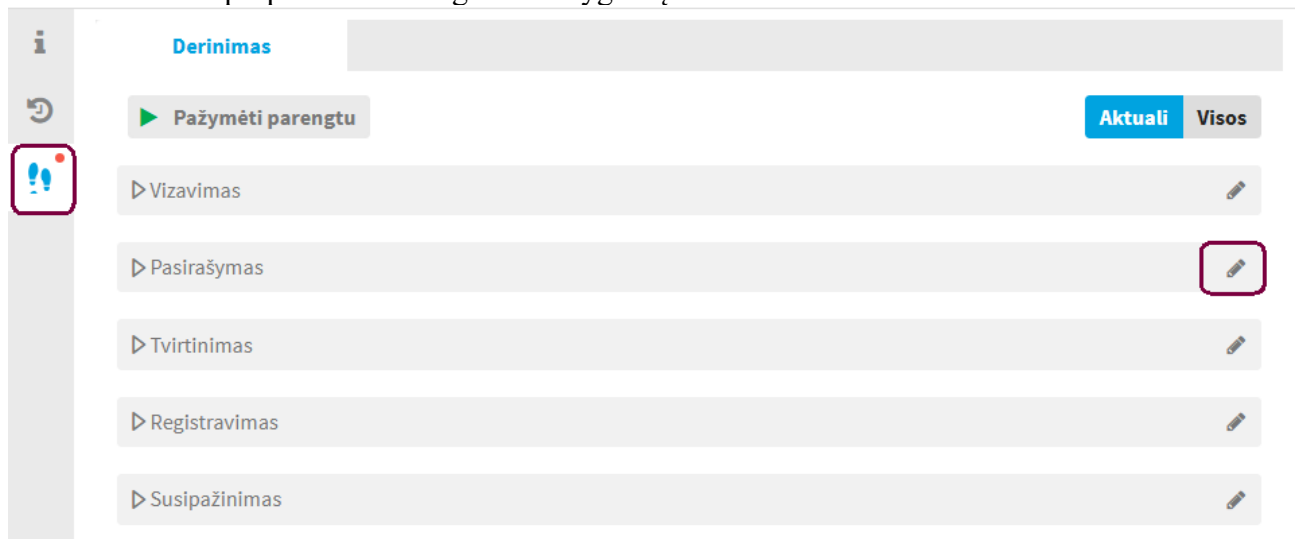 Derinimas
Pažymėti parengtu
Aktuali Visos
Vizavimas
Pasirašymas
Tvirtinimas
Registravimas
Susipažinimas